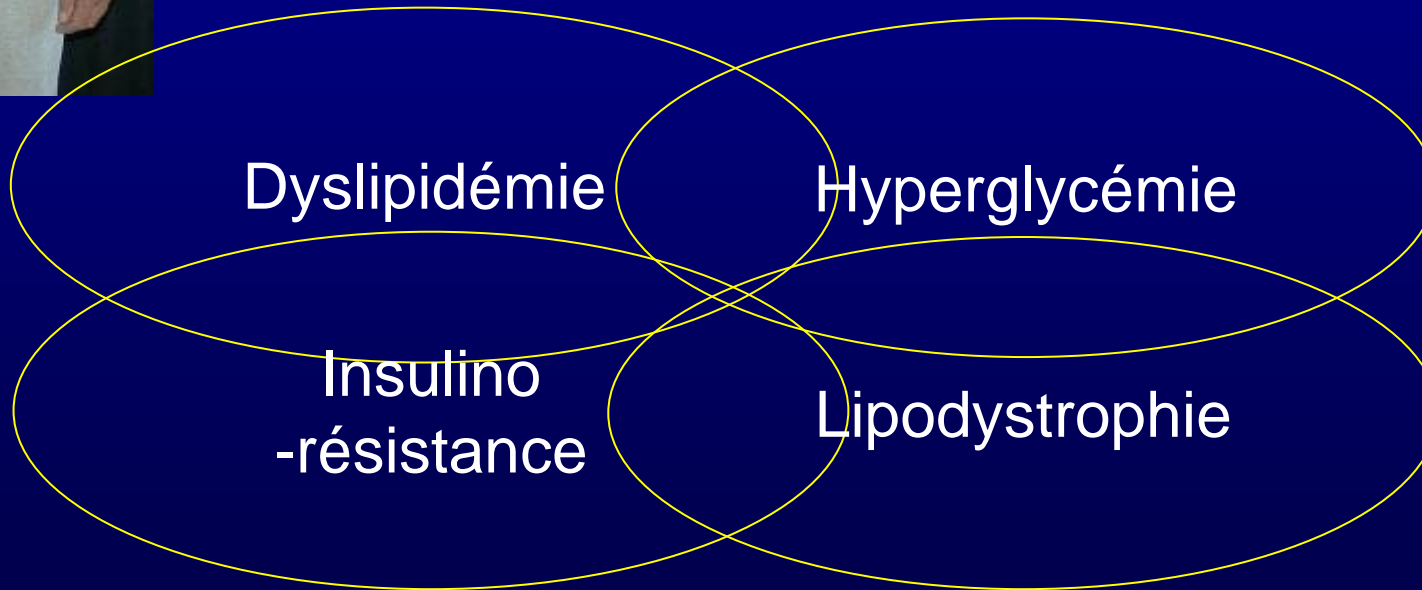 Dyslipidémie
Hyperglycémie
Insulino
-résistance
Lipodystrophie